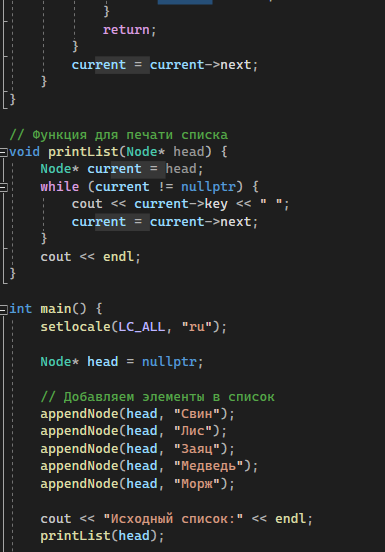 }
return;
}
current = current->next;
}
}
// Функция для печати списка
void printList(Node* head) {
Node* current = head;
while (current != nullptr) {
cout << current->key << " ";
current = current->next;
}
cout << endl;
}
int main() {
setlocale(LC_ALL, "ru");
Node* head = nullptr;
// Добавляем элементы в список
appendNode(head, "Свин");
appendNode(head, "Лис");
appendNode(head, "Заяц");
appendNode(head, "Медведь");
appendNode(head, "Морж");
cout << "Исходный список:" << endl;
printList(head);